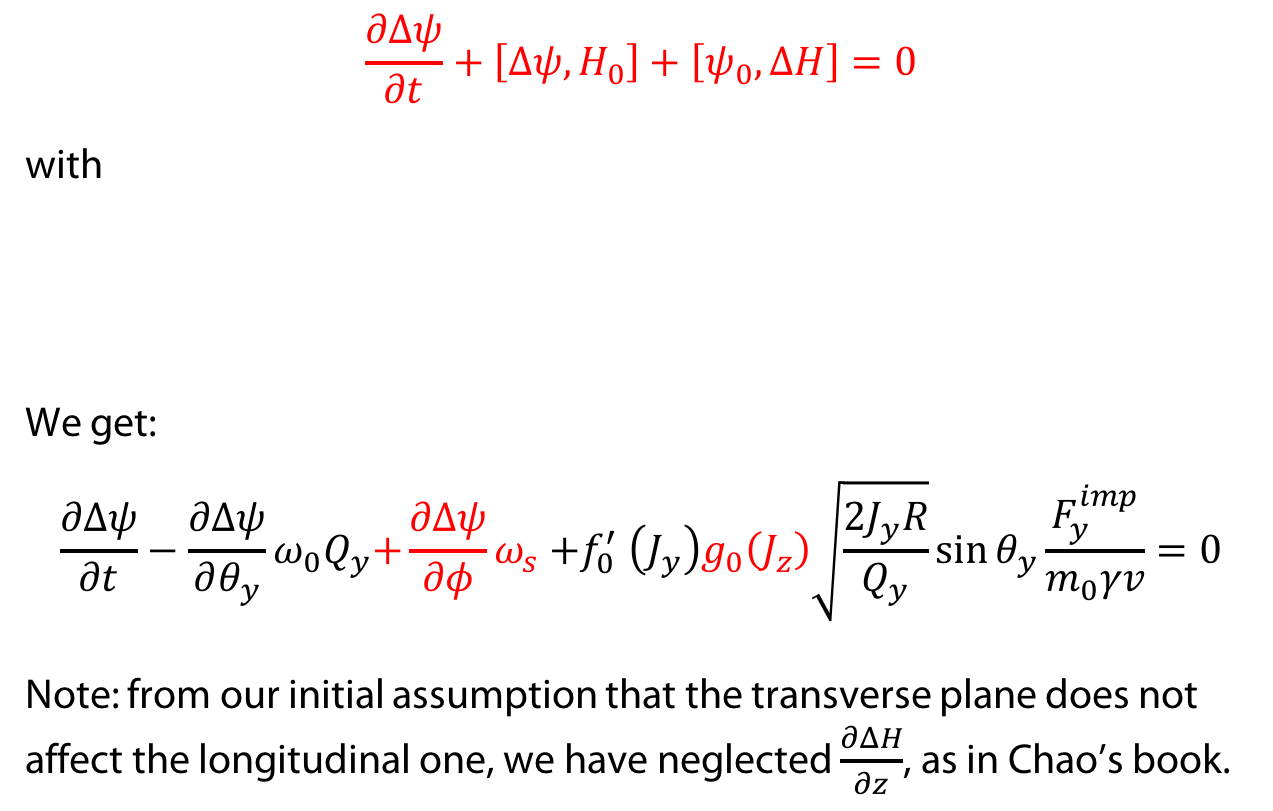 ∂Δψ/∂t + [Δψ, H₀] + [ψ₀, ΔH] = 0
with
We get:
∂Δψ/∂t − ∂Δψ/∂θ_y ω₀Q_y + ∂Δψ/∂ϕ ω_s + f₀′ (J_y)g₀(J_z) √(2J_yR/Q_y) sin θ_y F_y^imp/(m₀γv) = 0
Note: from our initial assumption that the transverse plane does not
affect the longitudinal one, we have neglected ∂ΔH/∂z, as in Chao’s book.